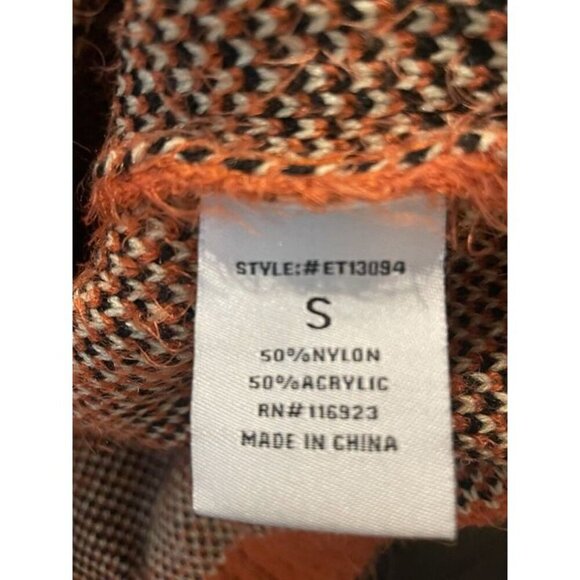 STYLE:#ET13094
S
50%NYLON
50%ACRYLIC
RN#116923
MADE IN CHINA